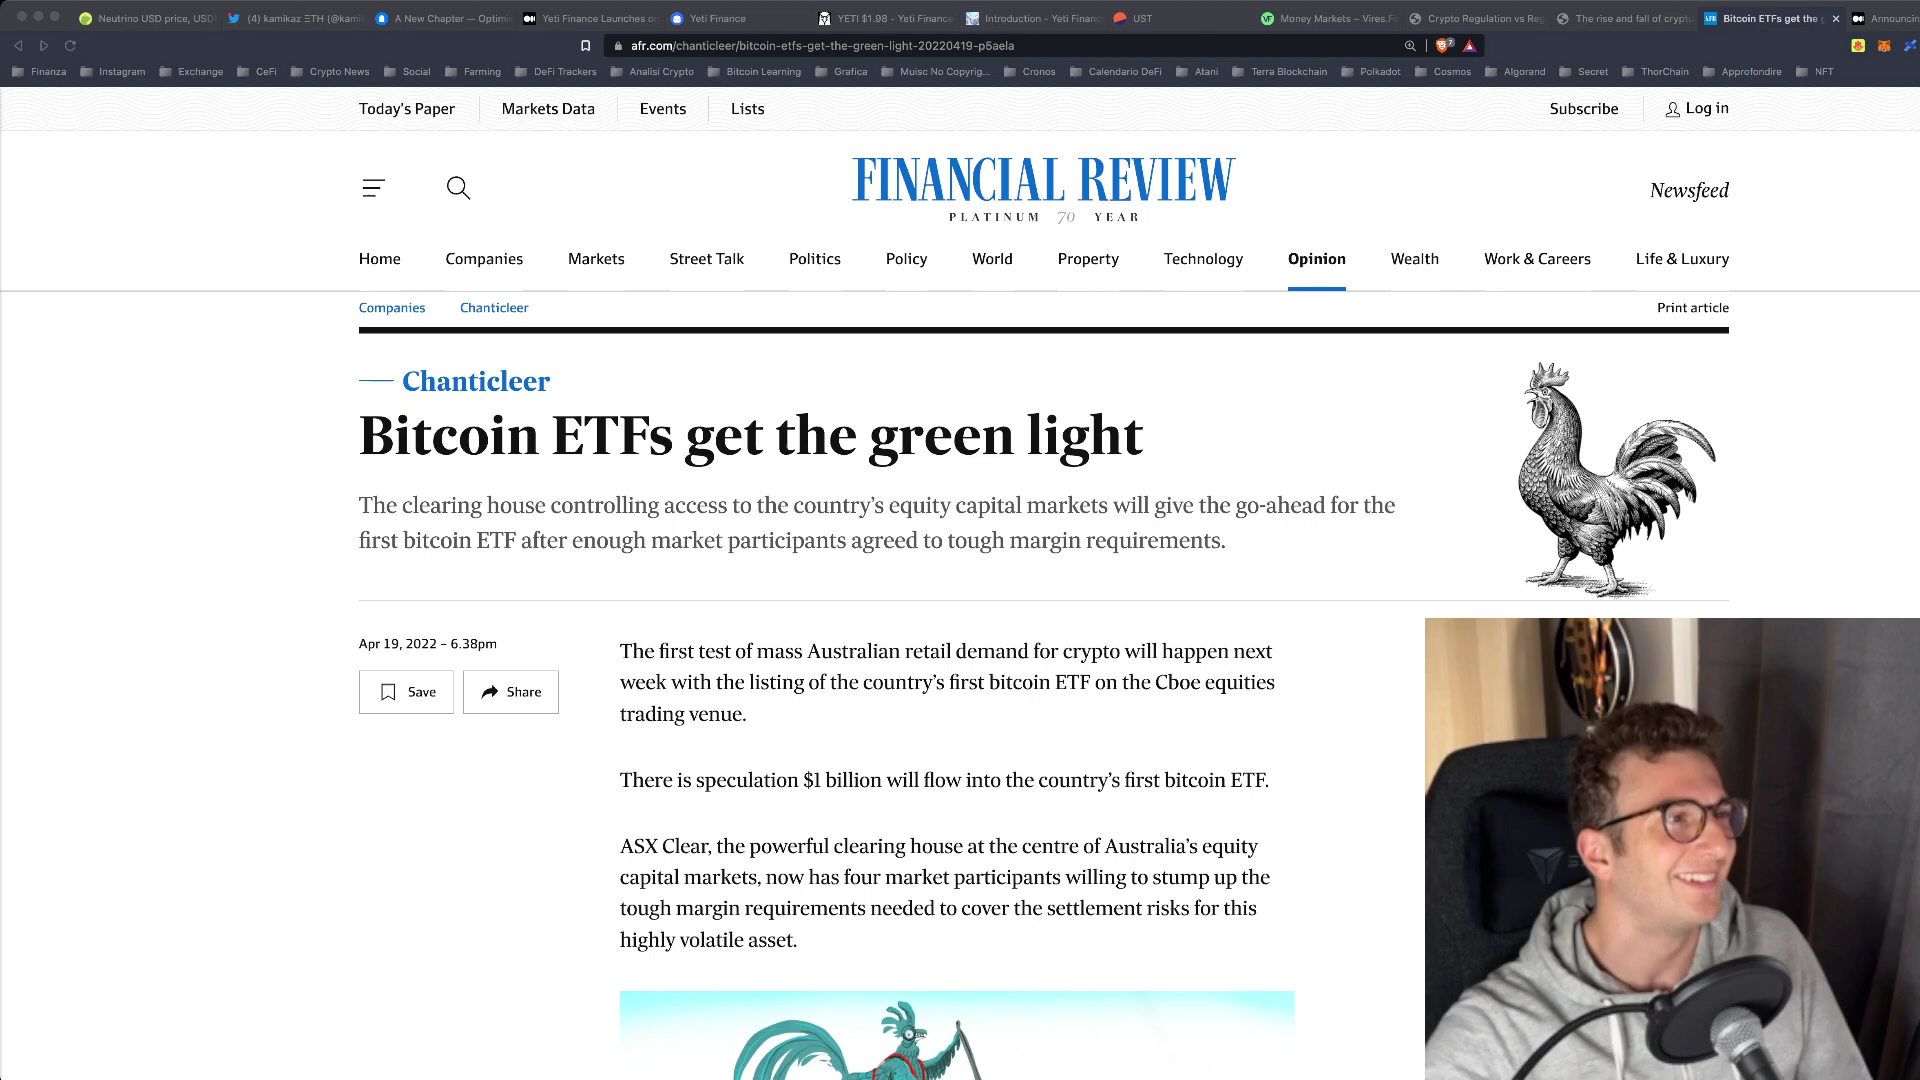 Neutrino USD price, USDN
(4) kamikaz ΞTH (@kamik
A New Chapter — Optimi
Yeti Finance Launches on
Yeti Finance
YETI $1.98 - Yeti Finance
Introduction - Yeti Financ
UST
Money Markets – Vires.Fi
Crypto Regulation vs Reg
The rise and fall of crypto
Bitcoin ETFs get the g
Announcin
afr.com/chanticleer/bitcoin-etfs-get-the-green-light-20220419-p5aela
Finanza
Instagram
Exchange
CeFi
Crypto News
Social
Farming
DeFi Trackers
Analisi Crypto
Bitcoin Learning
Grafica
Muisc No Copyrig...
Cronos
Calendario DeFi
Atani
Terra Blockchain
Polkadot
Cosmos
Algorand
Secret
ThorChain
Approfondire
NFT
Today's Paper
Markets Data
Events
Lists
Subscribe
Log in
FINANCIAL REVIEW
PLATINUM 70 YEAR
Newsfeed
Home
Companies
Markets
Street Talk
Politics
Policy
World
Property
Technology
Opinion
Wealth
Work & Careers
Life & Luxury
Companies
Chanticleer
Print article
Chanticleer
Bitcoin ETFs get the green light
The clearing house controlling access to the country's equity capital markets will give the go-ahead for the
first bitcoin ETF after enough market participants agreed to tough margin requirements.
Apr 19, 2022 – 6.38pm
Save
Share
The first test of mass Australian retail demand for crypto will happen next
week with the listing of the country's first bitcoin ETF on the Cboe equities
trading venue.
There is speculation $1 billion will flow into the country's first bitcoin ETF.
ASX Clear, the powerful clearing house at the centre of Australia's equity
capital markets, now has four market participants willing to stump up the
tough margin requirements needed to cover the settlement risks for this
highly volatile asset.